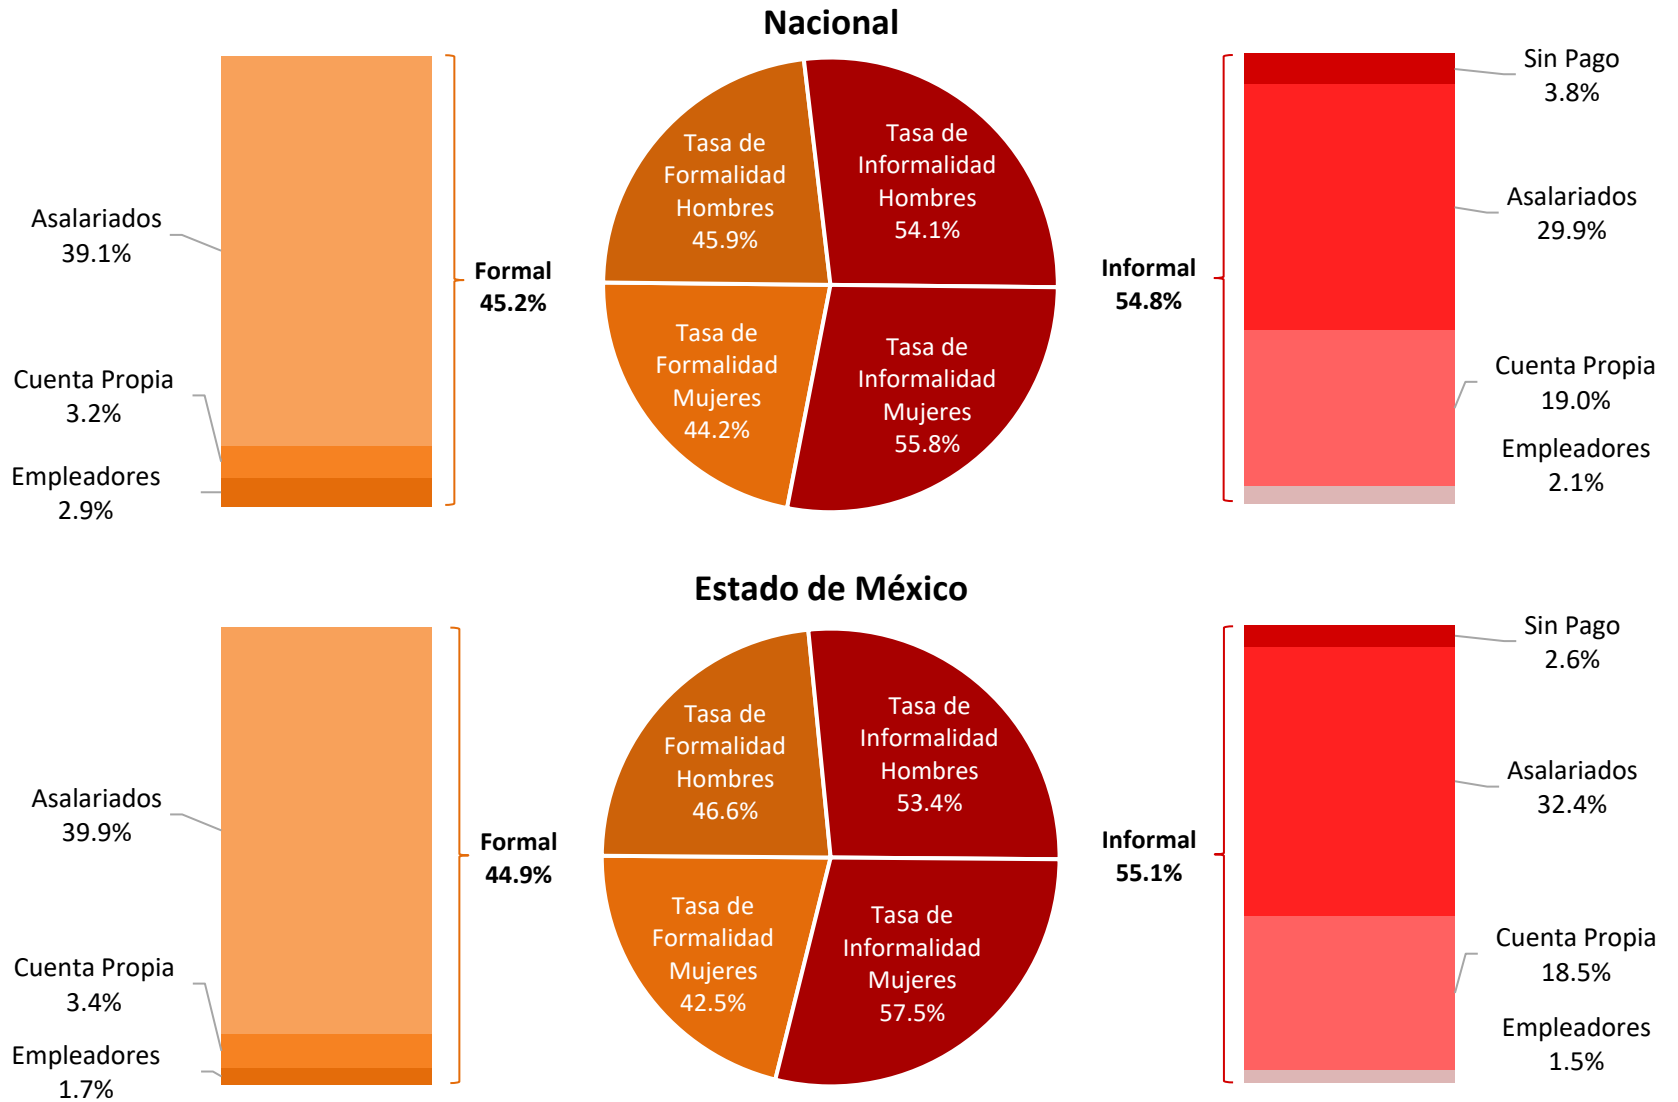 Nacional
Asalariados
39.1%
Cuenta Propia
3.2%
Empleadores
2.9%
Formal
45.2%
Tasa de
Formalidad
Hombres
45.9%
Tasa de
Informalidad
Hombres
54.1%
Tasa de
Formalidad
Mujeres
44.2%
Tasa de
Informalidad
Mujeres
55.8%
Informal
54.8%
Sin Pago
3.8%
Asalariados
29.9%
Cuenta Propia
19.0%
Empleadores
2.1%
Estado de México
Asalariados
39.9%
Cuenta Propia
3.4%
Empleadores
1.7%
Formal
44.9%
Tasa de
Formalidad
Hombres
46.6%
Tasa de
Informalidad
Hombres
53.4%
Tasa de
Formalidad
Mujeres
42.5%
Tasa de
Informalidad
Mujeres
57.5%
Informal
55.1%
Sin Pago
2.6%
Asalariados
32.4%
Cuenta Propia
18.5%
Empleadores
1.5%